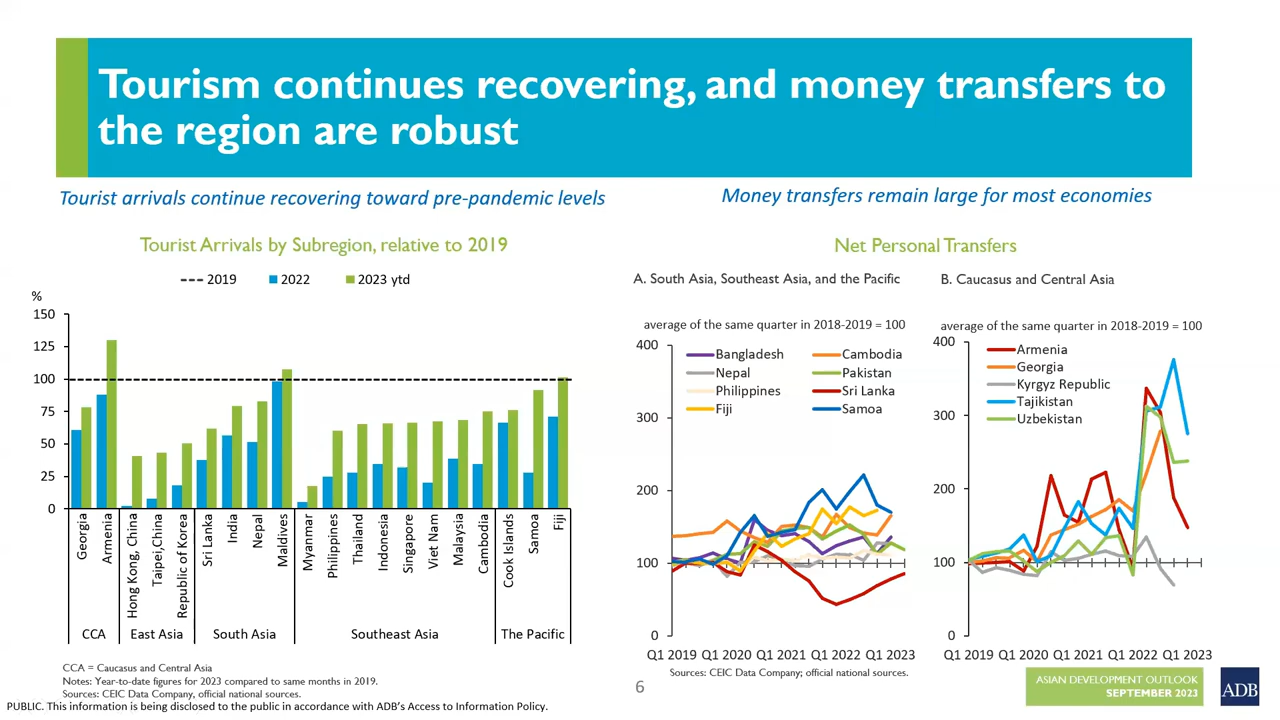 Tourism continues recovering, and money transfers to
the region are robust
Tourist arrivals continue recovering toward pre-pandemic levels
Money transfers remain large for most economies
Tourist Arrivals by Subregion, relative to 2019
2019
2022
2023 ytd
%
150
125
100
75
50
25
0
Georgia
Armenia
Hong Kong, China
Taipei,China
Republic of Korea
Sri Lanka
India
Nepal
Maldives
Myanmar
Philippines
Thailand
Indonesia
Singapore
Viet Nam
Malaysia
Cambodia
Cook Islands
Samoa
Fiji
CCA
East Asia
South Asia
Southeast Asia
The Pacific
CCA = Caucasus and Central Asia
Notes: Year-to-date figures for 2023 compared to same months in 2019.
Sources: CEIC Data Company, official national sources.
Net Personal Transfers
A. South Asia, Southeast Asia, and the Pacific
average of the same quarter in 2018-2019 = 100
400
300
200
100
0
Bangladesh
Cambodia
Nepal
Pakistan
Philippines
Sri Lanka
Fiji
Samoa
Q1 2019 Q1 2020 Q1 2021 Q1 2022 Q1 2023
B. Caucasus and Central Asia
average of the same quarter in 2018-2019 = 100
400
300
200
100
0
Armenia
Georgia
Kyrgyz Republic
Tajikistan
Uzbekistan
Q1 2019 Q1 2020 Q1 2021 Q1 2022 Q1 2023
Sources: CEIC Data Company; official national sources.
6
ASIAN DEVELOPMENT OUTLOOK
SEPTEMBER 2023
ADB
PUBLIC. This information is being disclosed to the public in accordance with ADB's Access to Information Policy.